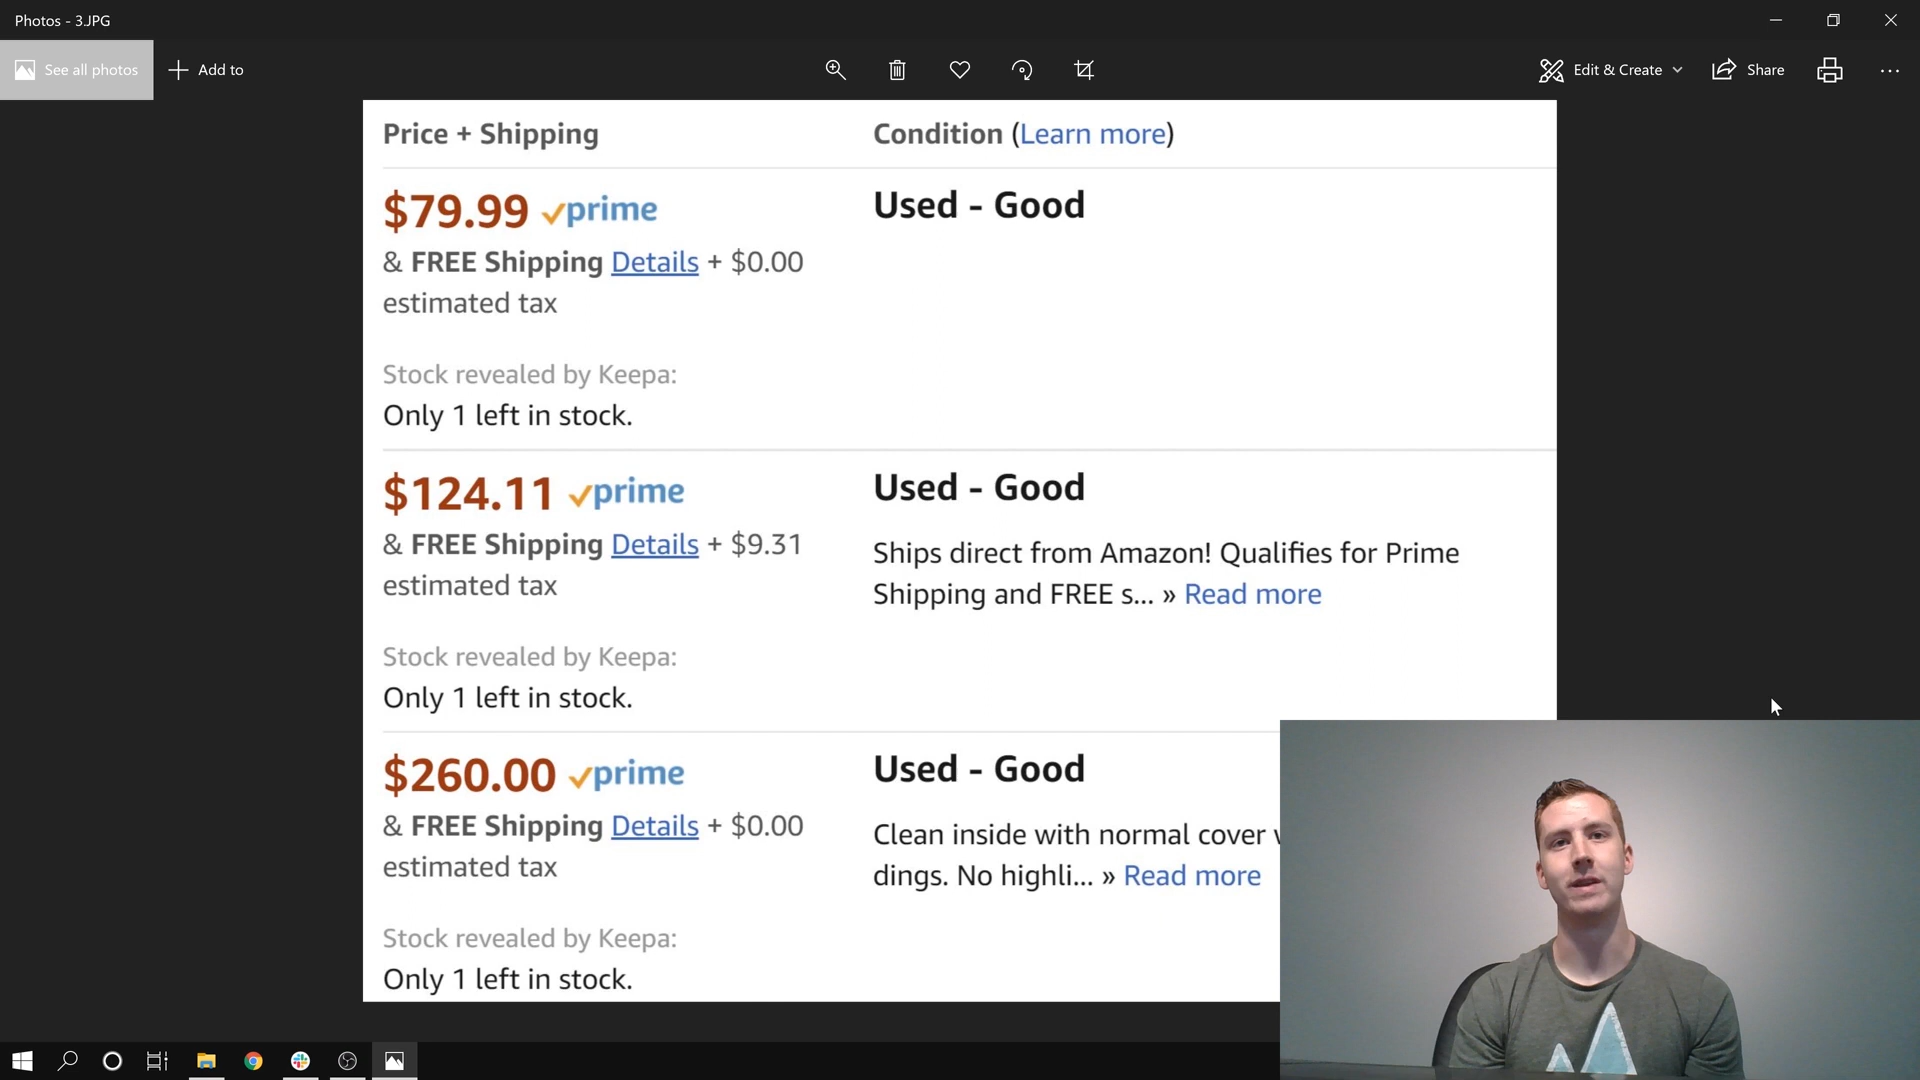 Photos - 3.JPG
See all photos
Add to
Edit & Create
Share
Price + Shipping
Condition (Learn more)
$79.99 prime
Used - Good
& FREE Shipping Details + $0.00
estimated tax
Stock revealed by Keepa:
Only 1 left in stock.
$124.11 prime
Used - Good
& FREE Shipping Details + $9.31
estimated tax
Ships direct from Amazon! Qualifies for Prime
Shipping and FREE s... » Read more
Stock revealed by Keepa:
Only 1 left in stock.
$260.00 prime
Used - Good
& FREE Shipping Details + $0.00
estimated tax
Clean inside with normal cover
dings. No highli... » Read more
Stock revealed by Keepa:
Only 1 left in stock.